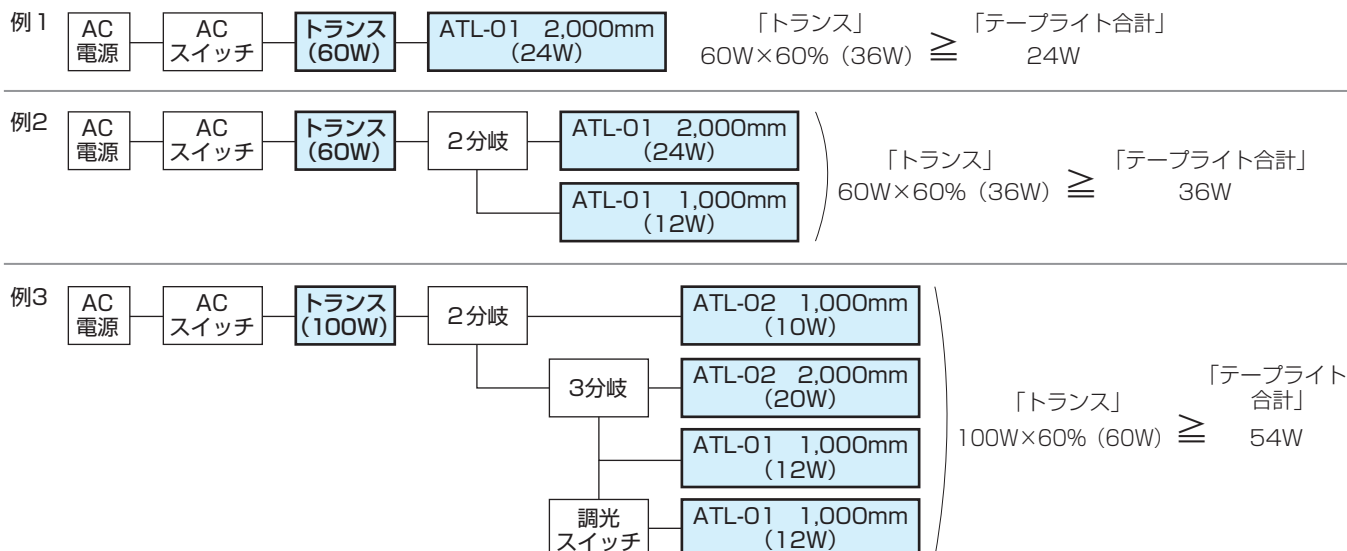 例1
AC
電源
AC
スイッチ
トランス
(60W)
ATL-01 2,000mm
(24W)
「トランス」
60W×60%（36W）
≧
「テープライト合計」
24W
例2
AC
電源
AC
スイッチ
トランス
(60W)
2分岐
ATL-01 2,000mm
(24W)
ATL-01 1,000mm
(12W)
「トランス」
60W×60%（36W）
≧
「テープライト合計」
36W
例3
AC
電源
AC
スイッチ
トランス
(100W)
2分岐
ATL-02 1,000mm
(10W)
3分岐
ATL-02 2,000mm
(20W)
ATL-01 1,000mm
(12W)
調光
スイッチ
ATL-01 1,000mm
(12W)
「トランス」
100W×60%（60W）
≧
「テープライト
合計」
54W